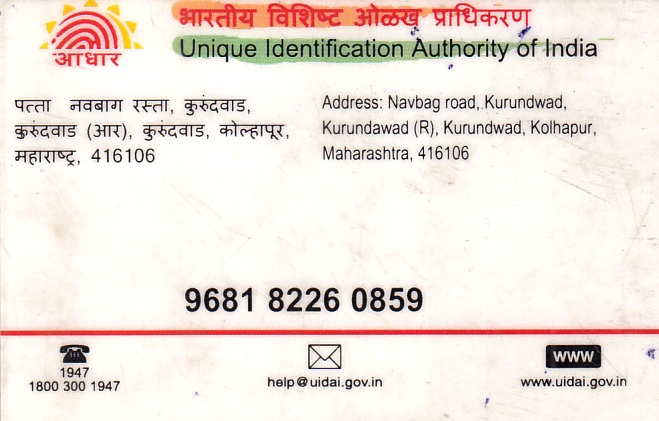 भारतीय विशिष्ट ओळख प्राधिकरण
Unique Identification Authority of India
आधार
पत्ता नवबाग रस्ता, कुरुंदवाड,
कुरुंदवाड (आर), कुरुंदवाड, कोल्हापूर,
महाराष्ट्र, 416106
Address: Navbag road, Kurundwad,
Kurundawad (R), Kurundwad, Kolhapur,
Maharashtra, 416106
9681 8226 0859
1947
1800 300 1947
help@uidai.gov.in
www
www.uidai.gov.in